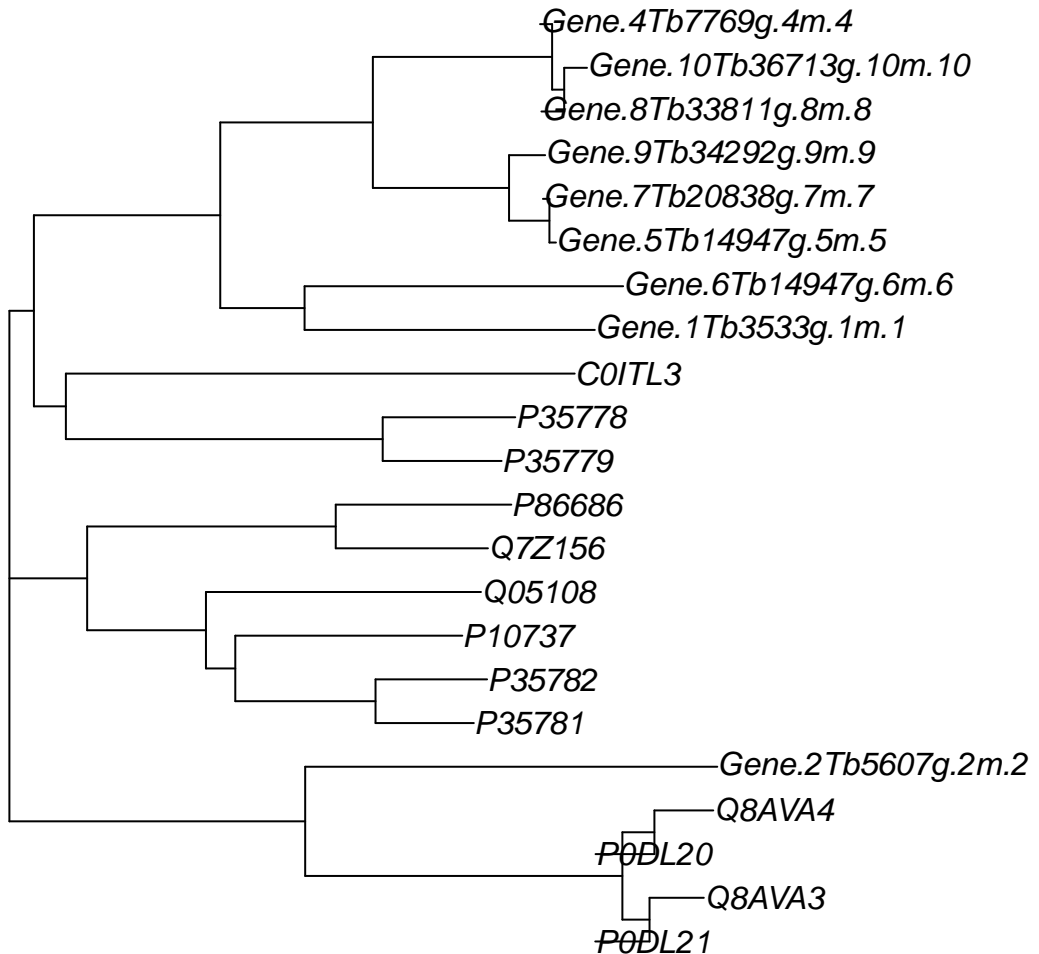 Gene.4Tb7769g.4m.4
Gene.10Tb36713g.10m.10
Gene.8Tb33811g.8m.8
Gene.9Tb34292g.9m.9
Gene.7Tb20838g.7m.7
Gene.5Tb14947g.5m.5
Gene.6Tb14947g.6m.6
Gene.1Tb3533g.1m.1
C0ITL3
P35778
P35779
P86686
Q7Z156
Q05108
P10737
P35782
P35781
Gene.2Tb5607g.2m.2
Q8AVA4
P0DL20
Q8AVA3
P0DL21